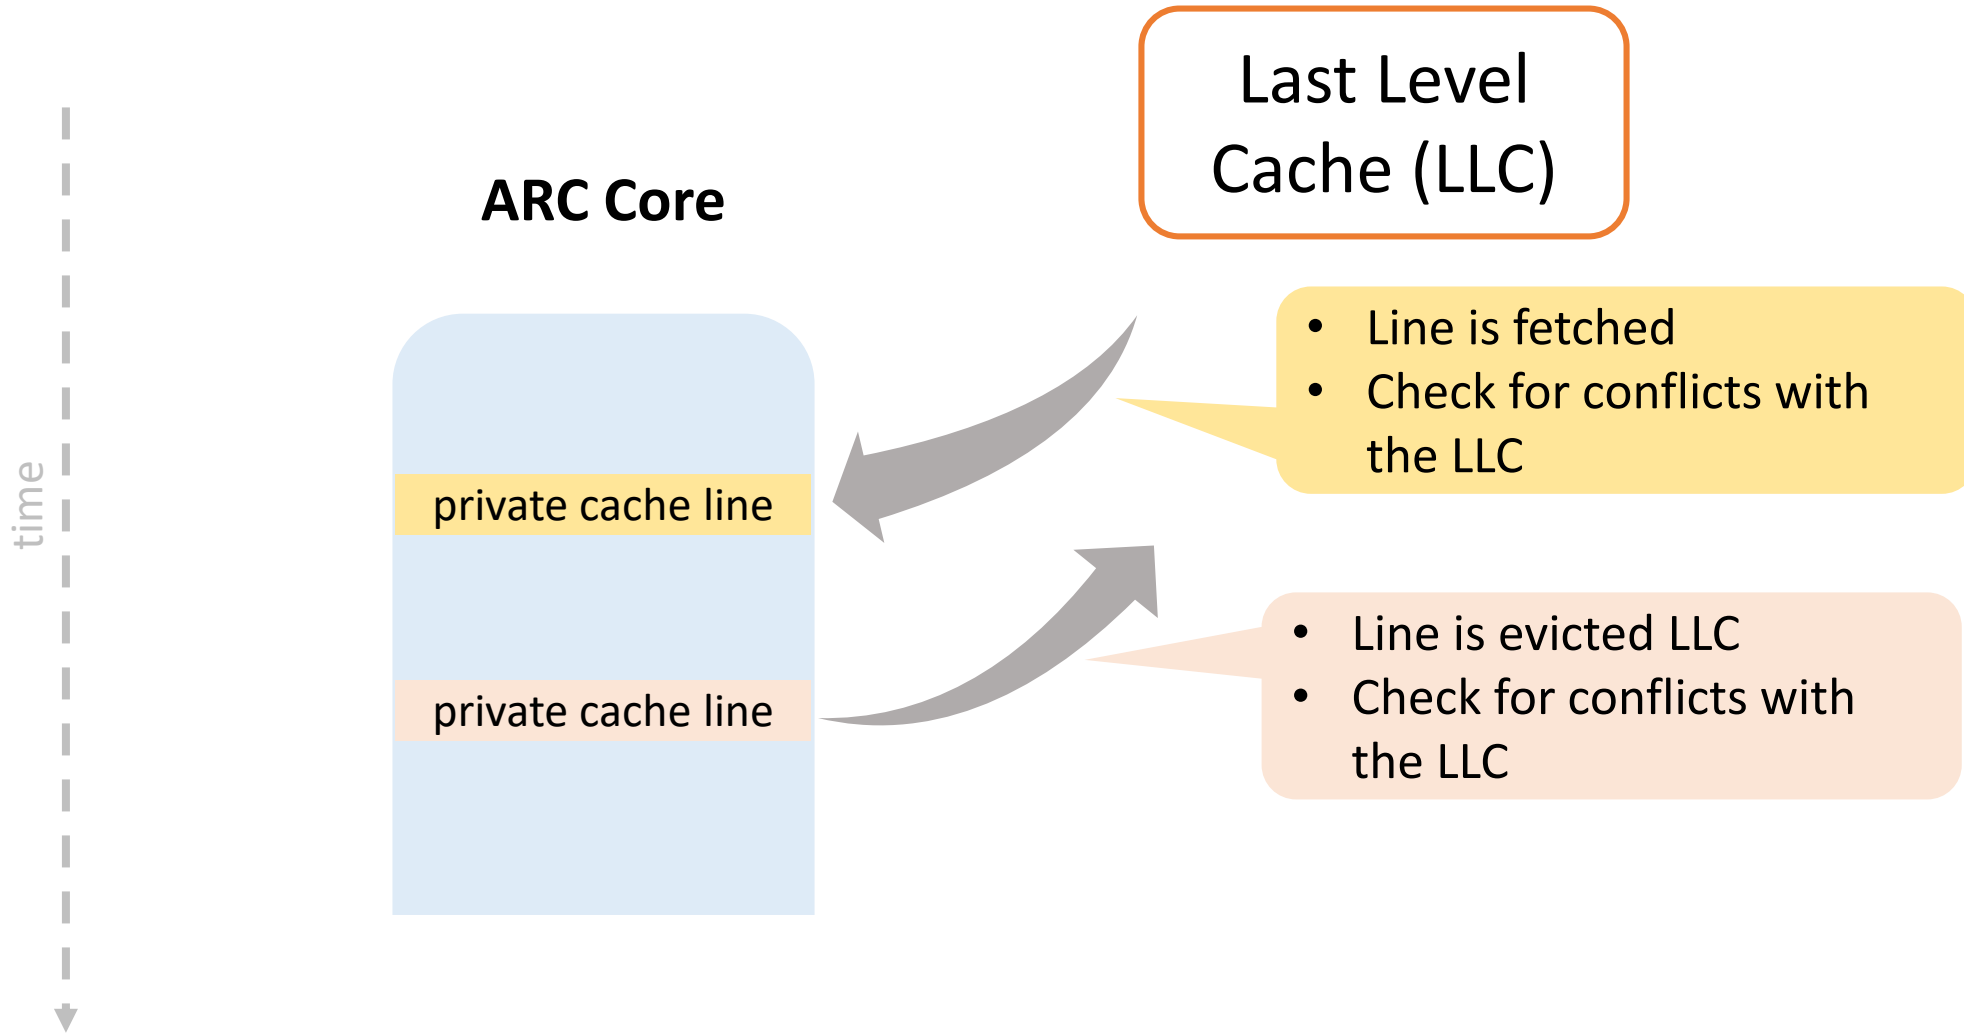 Last Level
Cache (LLC)
ARC Core
• Line is fetched
• Check for conflicts with
the LLC
time
private cache line
• Line is evicted LLC
• Check for conflicts with
the LLC
private cache line